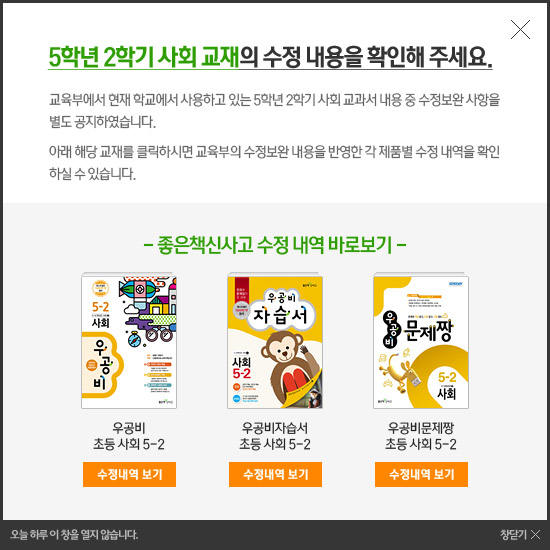 5학년 2학기 사회 교재의 수정 내용을 확인해 주세요.
교육부에서 현재 학교에서 사용하고 있는 5학년 2학기 사회 교과서 내용 중 수정보완 사항을
별도 공지하였습니다.
아래 해당 교재를 클릭하시면 교육부의 수정보완 내용을 반영한 각 제품별 수정 내역을 확인
하실 수 있습니다.
– 좋은책신사고 수정 내역 바로보기 –
5-2
사회
우공비
우공비
자습서
사회
5-2
우공비
문제짱
5-2
사회
우공비
초등 사회 5-2
우공비자습서
초등 사회 5-2
우공비문제짱
초등 사회 5-2
수정내역 보기
수정내역 보기
수정내역 보기
오늘 하루 이 창을 열지 않습니다.
창닫기